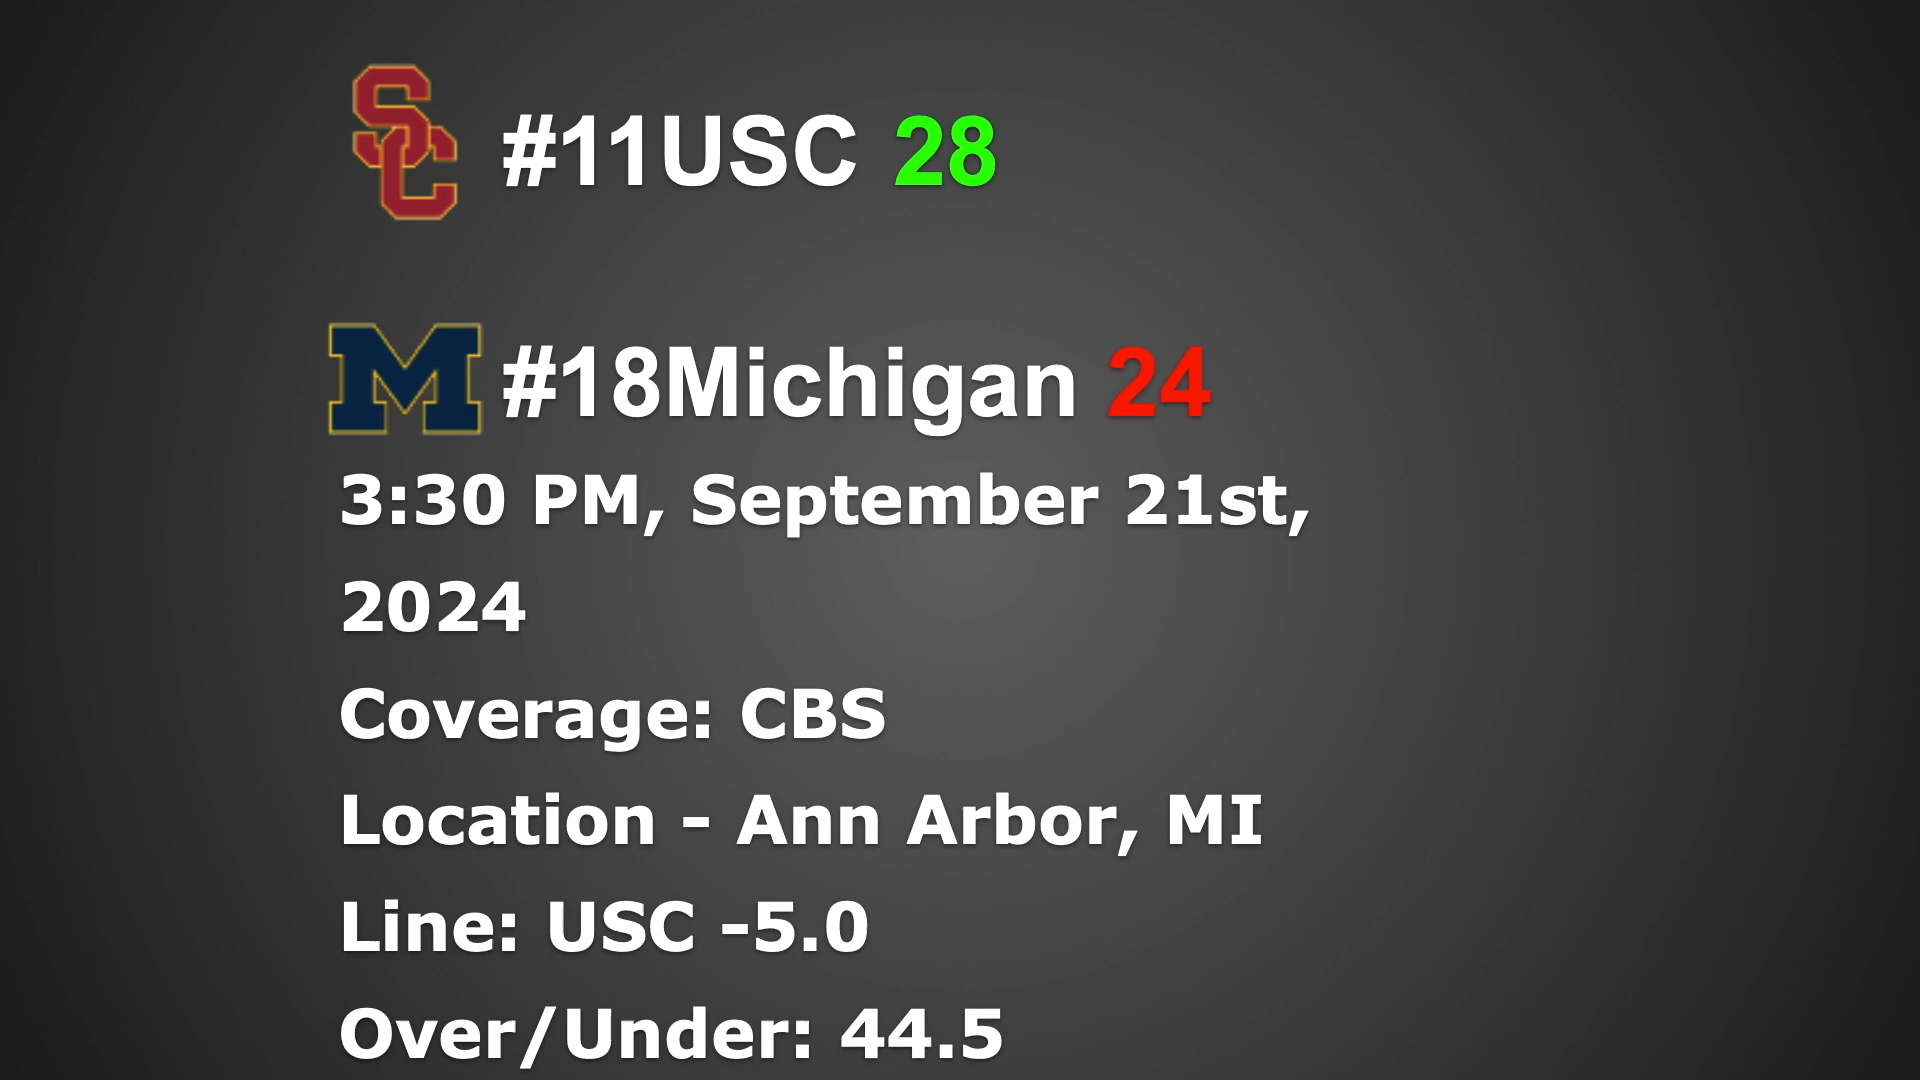 SC #11USC 28
M #18Michigan 24
3:30 PM, September 21st,
2024
Coverage: CBS
Location - Ann Arbor, MI
Line: USC -5.0
Over/Under: 44.5